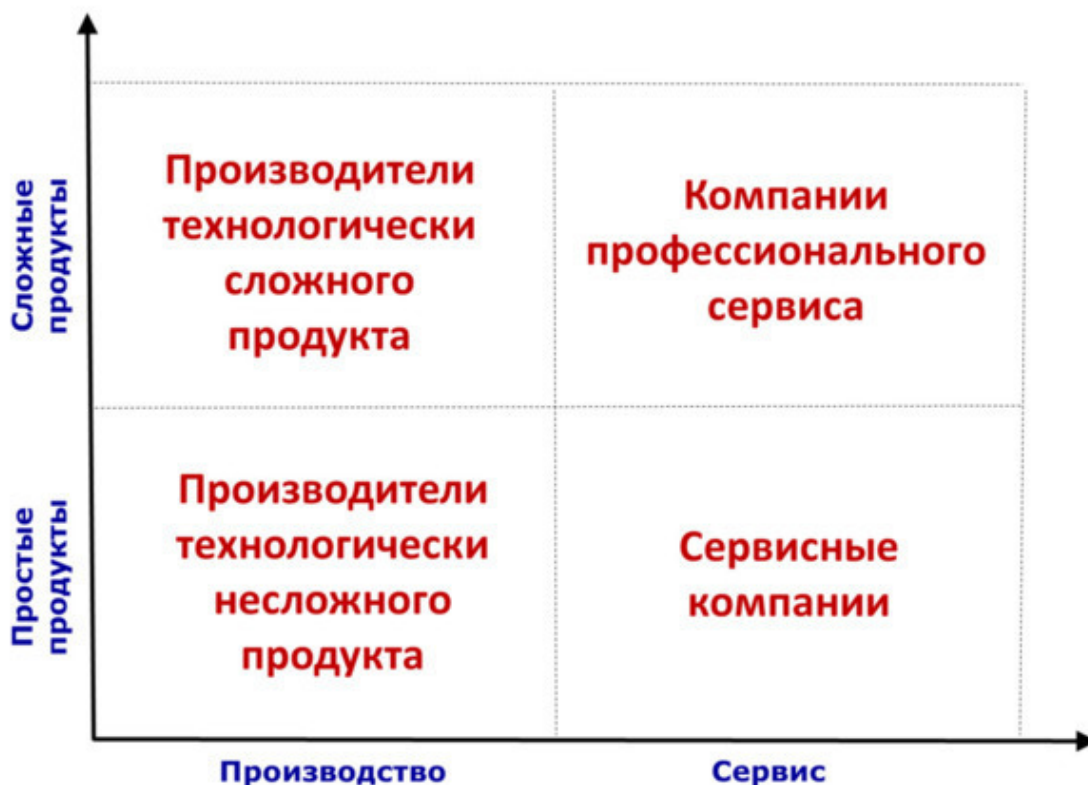 Сложные
продукты
Производители
технологически
сложного
продукта
Компании
профессионального
сервиса
Простые
продукты
Производители
технологически
несложного
продукта
Сервисные
компании
Производство
Сервис